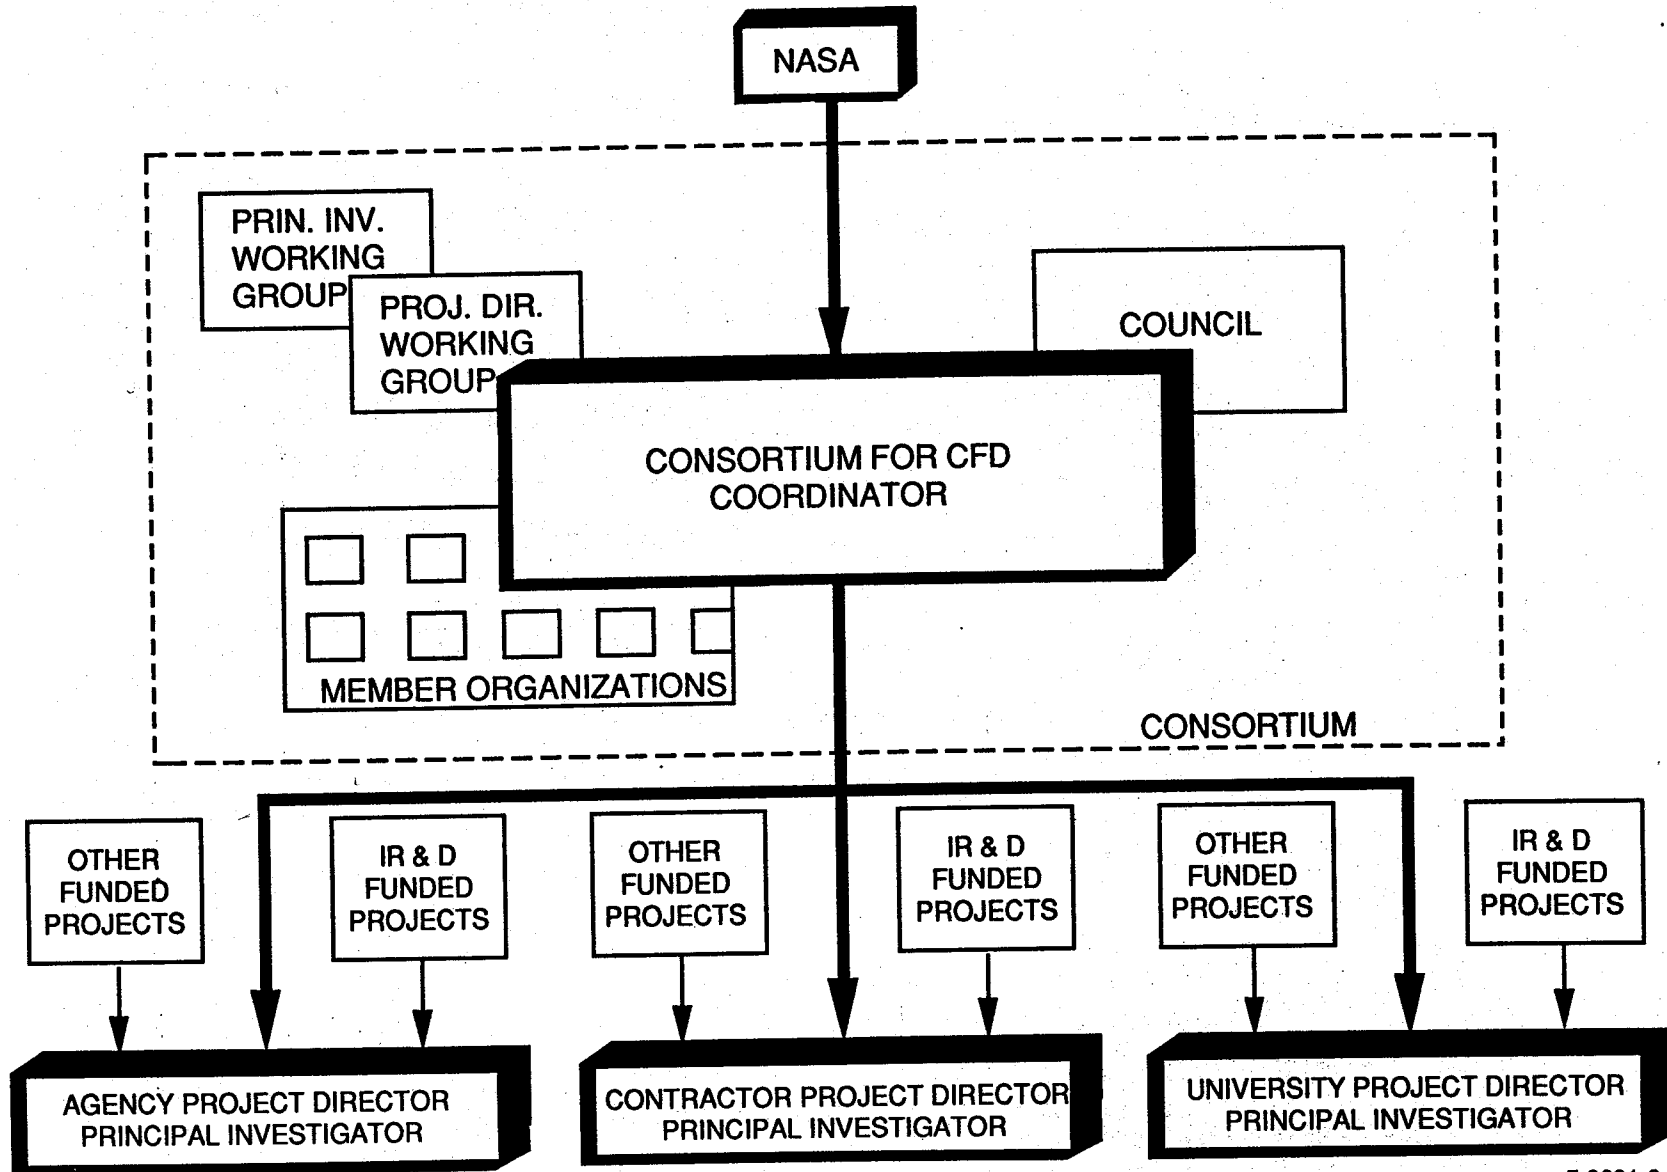 NASA
PRIN. INV.
WORKING
GROUP
PROJ. DIR.
WORKING
GROUP
COUNCIL
CONSORTIUM FOR CFD
COORDINATOR
MEMBER ORGANIZATIONS
CONSORTIUM
OTHER
FUNDED
PROJECTS
IR & D
FUNDED
PROJECTS
OTHER
FUNDED
PROJECTS
IR & D
FUNDED
PROJECTS
OTHER
FUNDED
PROJECTS
IR & D
FUNDED
PROJECTS
AGENCY PROJECT DIRECTOR
PRINCIPAL INVESTIGATOR
CONTRACTOR PROJECT DIRECTOR
PRINCIPAL INVESTIGATOR
UNIVERSITY PROJECT DIRECTOR
PRINCIPAL INVESTIGATOR